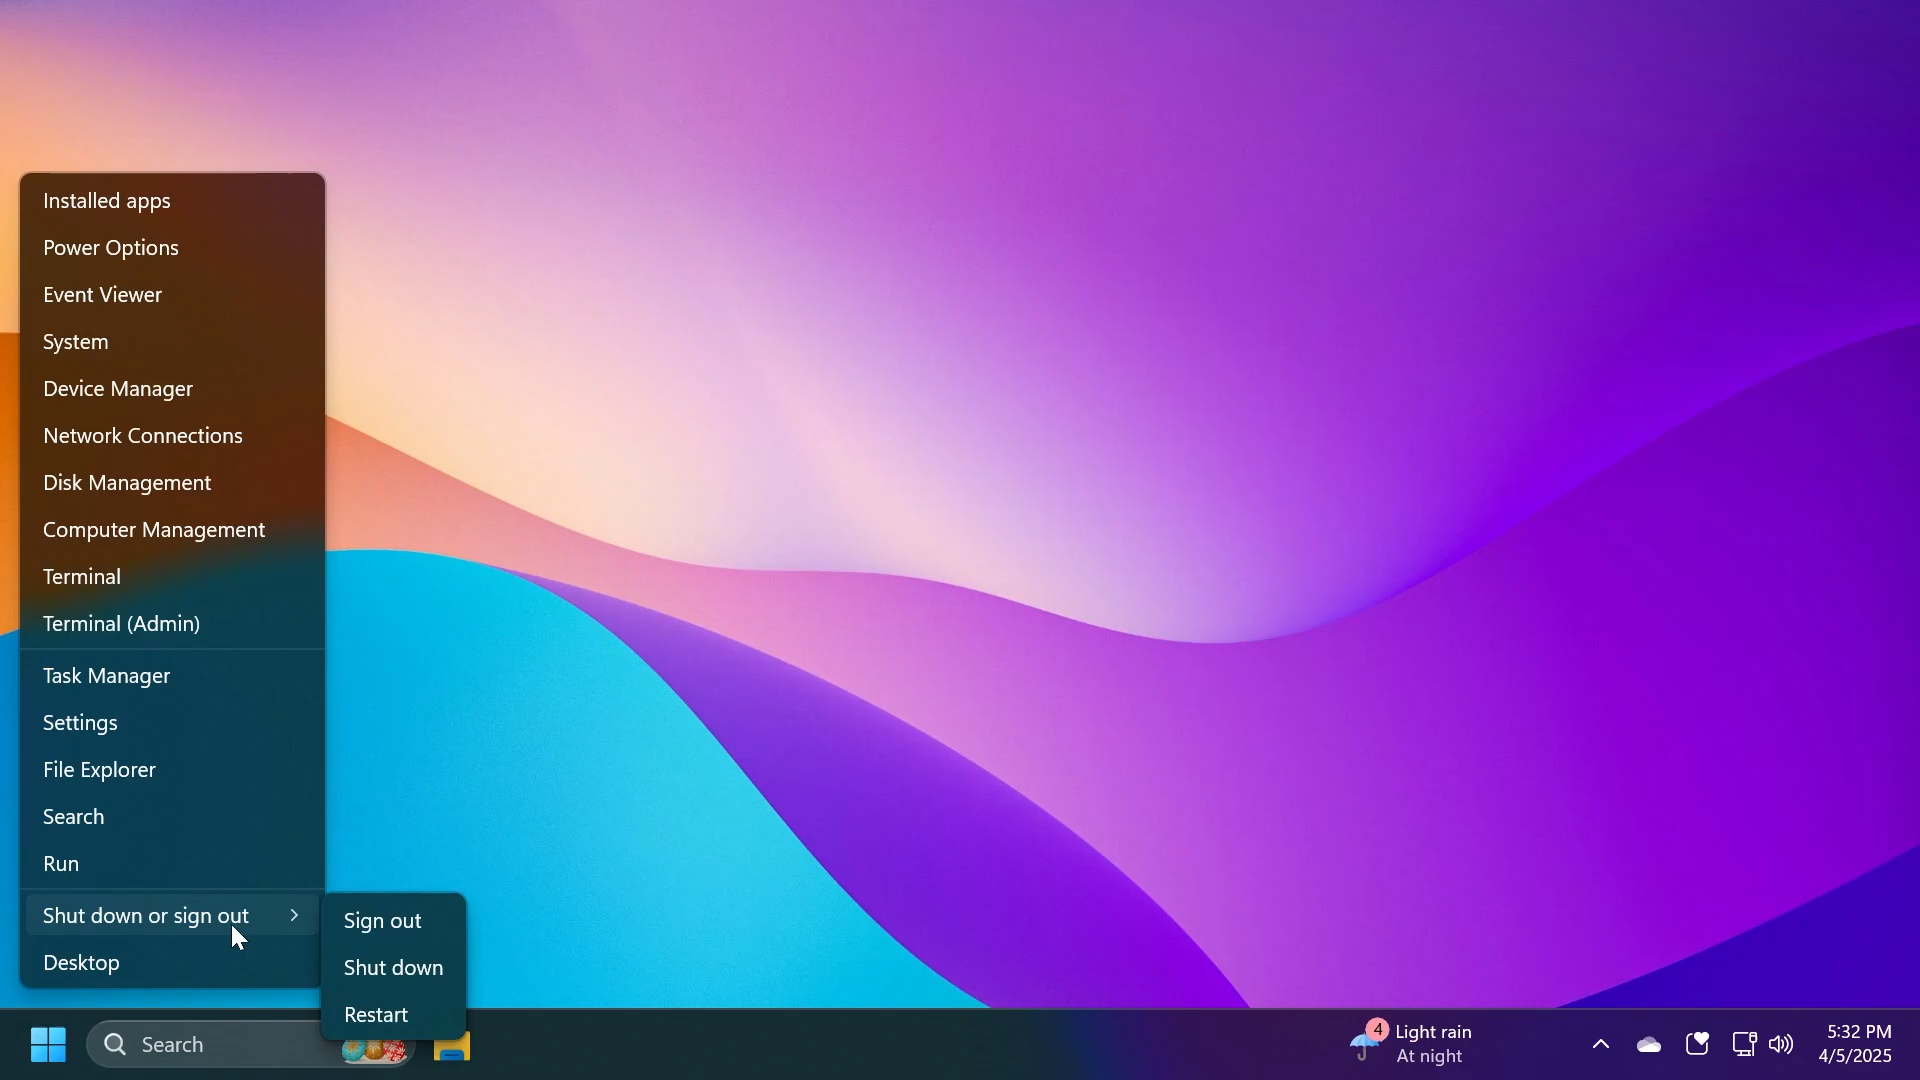 Installed apps
Power Options
Event Viewer
System
Device Manager
Network Connections
Disk Management
Computer Management
Terminal
Terminal (Admin)
Task Manager
Settings
File Explorer
Search
Run
Shut down or sign out
Desktop
Sign out
Shut down
Restart
Search
4
Light rain
At night
5:32 PM
4/5/2025